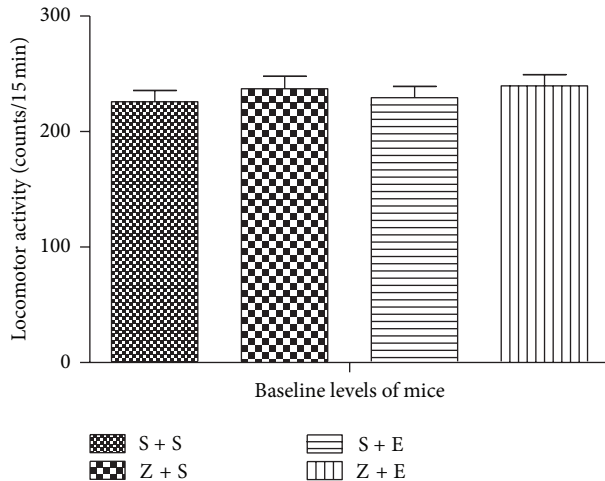 300
200
100
0
Locomotor activity (counts/15 min)
Baseline levels of mice
S + S
Z + S
S + E
Z + E